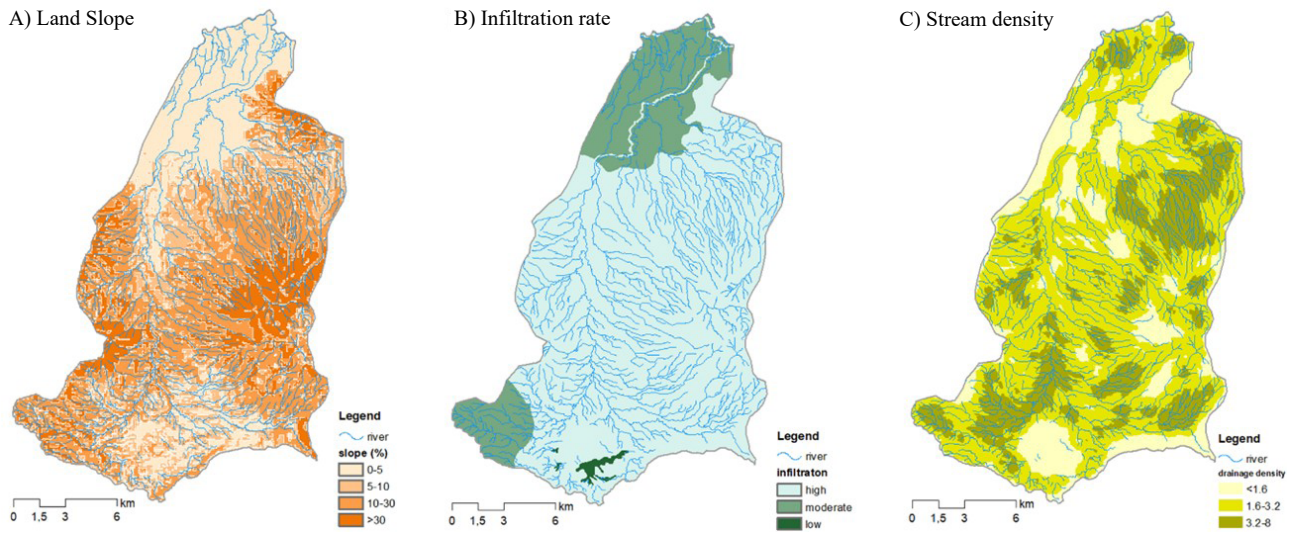 A) Land Slope
B) Infiltration rate
C) Stream density
Legend
river
slope (%)
0-5
5-10
10-30
>30
km
0 1,5 3 6
Legend
river
infiltraton
high
moderate
low
km
0 1,5 3 6
Legend
river
drainage density
<1.6
1.6-3.2
3.2-8
km
0 1,5 3 6